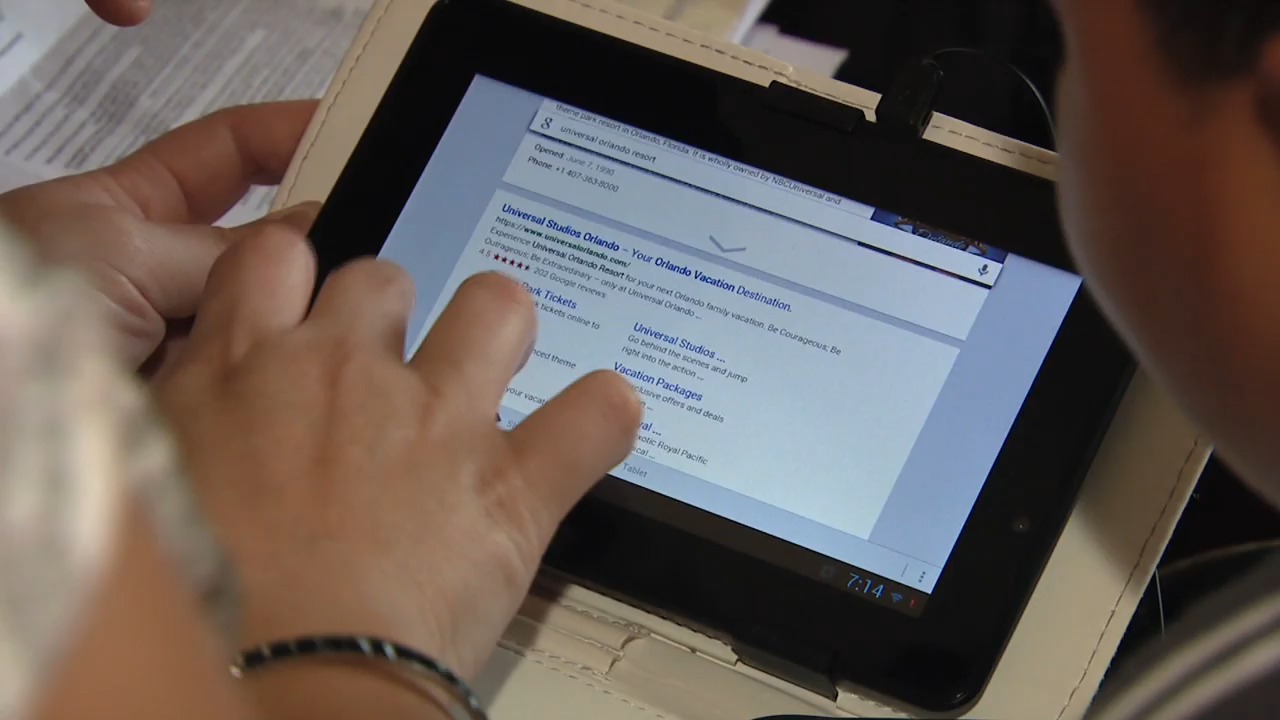 theme park resort in Orlando, Florida. It is wholly owned by NBCUniversal and
universal orlando resort
Opened: June 7, 1990
Phone: +1 407-363-8000
Orlando
Universal Studios Orlando – Your Orlando Vacation Destination.
https://www.universalorlando.com/
Experience Universal Orlando Resort for your next Orlando family vacation. Be Courageous; Be
Outrageous; Be Extraordinary – only at Universal Orlando ...
4.5 ★★★★★ 202 Google reviews
Park Tickets
tickets online to
theme
your
Universal Studios ...
Go behind the scenes and jump
right into the action ...
Vacation Packages
offers and deals
Royal Pacific
Tablet
7:14